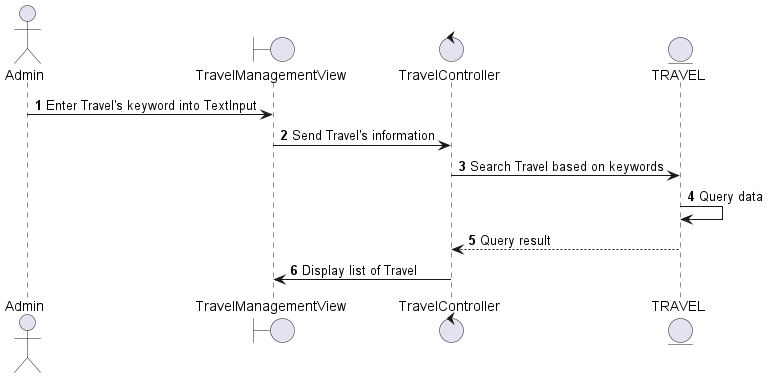 Admin
TravelManagementView
TravelController
TRAVEL
1 Enter Travel's keyword into TextInput
2 Send Travel's information
3 Search Travel based on keywords
4 Query data
5 Query result
6 Display list of Travel
Admin
TravelManagementView
TravelController
TRAVEL